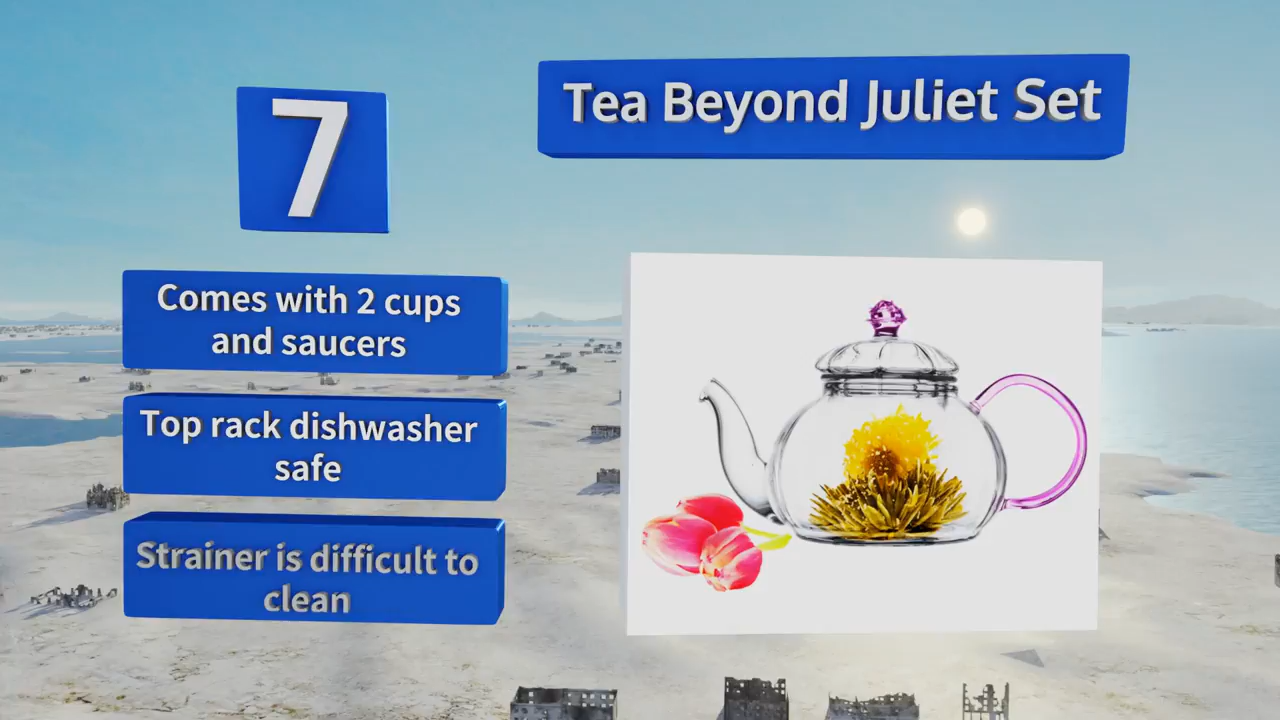 7
Tea Beyond Juliet Set
Comes with 2 cups
and saucers
Top rack dishwasher
safe
Strainer is difficult to
clean